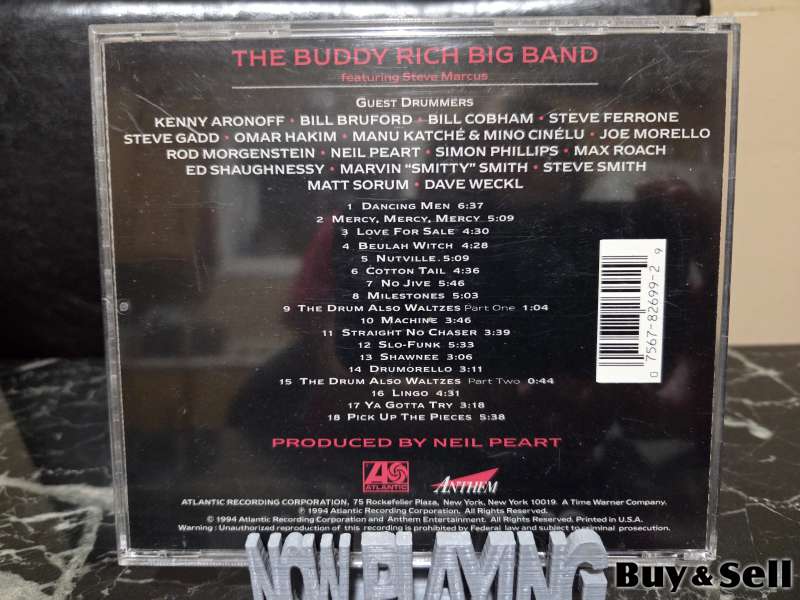 THE BUDDY RICH BIG BAND
featuring Steve Marcus
GUEST DRUMMERS
KENNY ARONOFF • BILL BRUFORD • BILL COBHAM • STEVE FERRONE
STEVE GADD • OMAR HAKIM • MANU KATCHÉ & MINO CINÉLU • JOE MORELLO
ROD MORGENSTEIN • NEIL PEART • SIMON PHILLIPS • MAX ROACH
ED SHAUGHNESSY • MARVIN "SMITTY" SMITH • STEVE SMITH
MATT SORUM • DAVE WECKL
1 DANCING MEN 6:37
2 MERCY, MERCY, MERCY 5:09
3 LOVE FOR SALE 4:30
4 BEULAH WITCH 4:28
5 NUTVILLE 5:09
6 COTTON TAIL 4:36
7 NO JIVE 5:46
8 MILESTONES 5:03
9 THE DRUM ALSO WALTZES Part One 1:04
10 MACHINE 3:46
11 STRAIGHT NO CHASER 3:39
12 SLO-FUNK 5:33
13 SHAWNEE 3:06
14 DRUMORELLO 3:11
15 THE DRUM ALSO WALTZES Part Two 0:44
16 LINGO 4:31
17 YA GOTTA TRY 3:18
18 PICK UP THE PIECES 5:38
0 7567-82699-2 9
PRODUCED BY NEIL PEART
ATLANTIC
ANTHEM
ATLANTIC RECORDING CORPORATION, 75 Rockefeller Plaza, New York, New York 10019. A Time Warner Company.
℗ 1994 Atlantic Recording Corporation. All Rights Reserved.
© 1994 Atlantic Recording Corporation and Anthem Entertainment. All Rights Reserved. Printed in U.S.A.
Warning: Unauthorized reproduction of this recording is prohibited by Federal law and subject to criminal prosecution.
NOW PLAYING
Buy & Sell